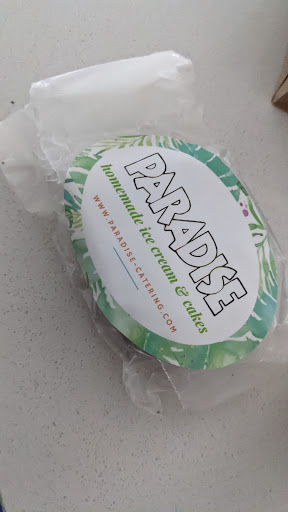 PARADISE
homemade ice cream & cakes
WWW.PARADISE-CATERING.COM